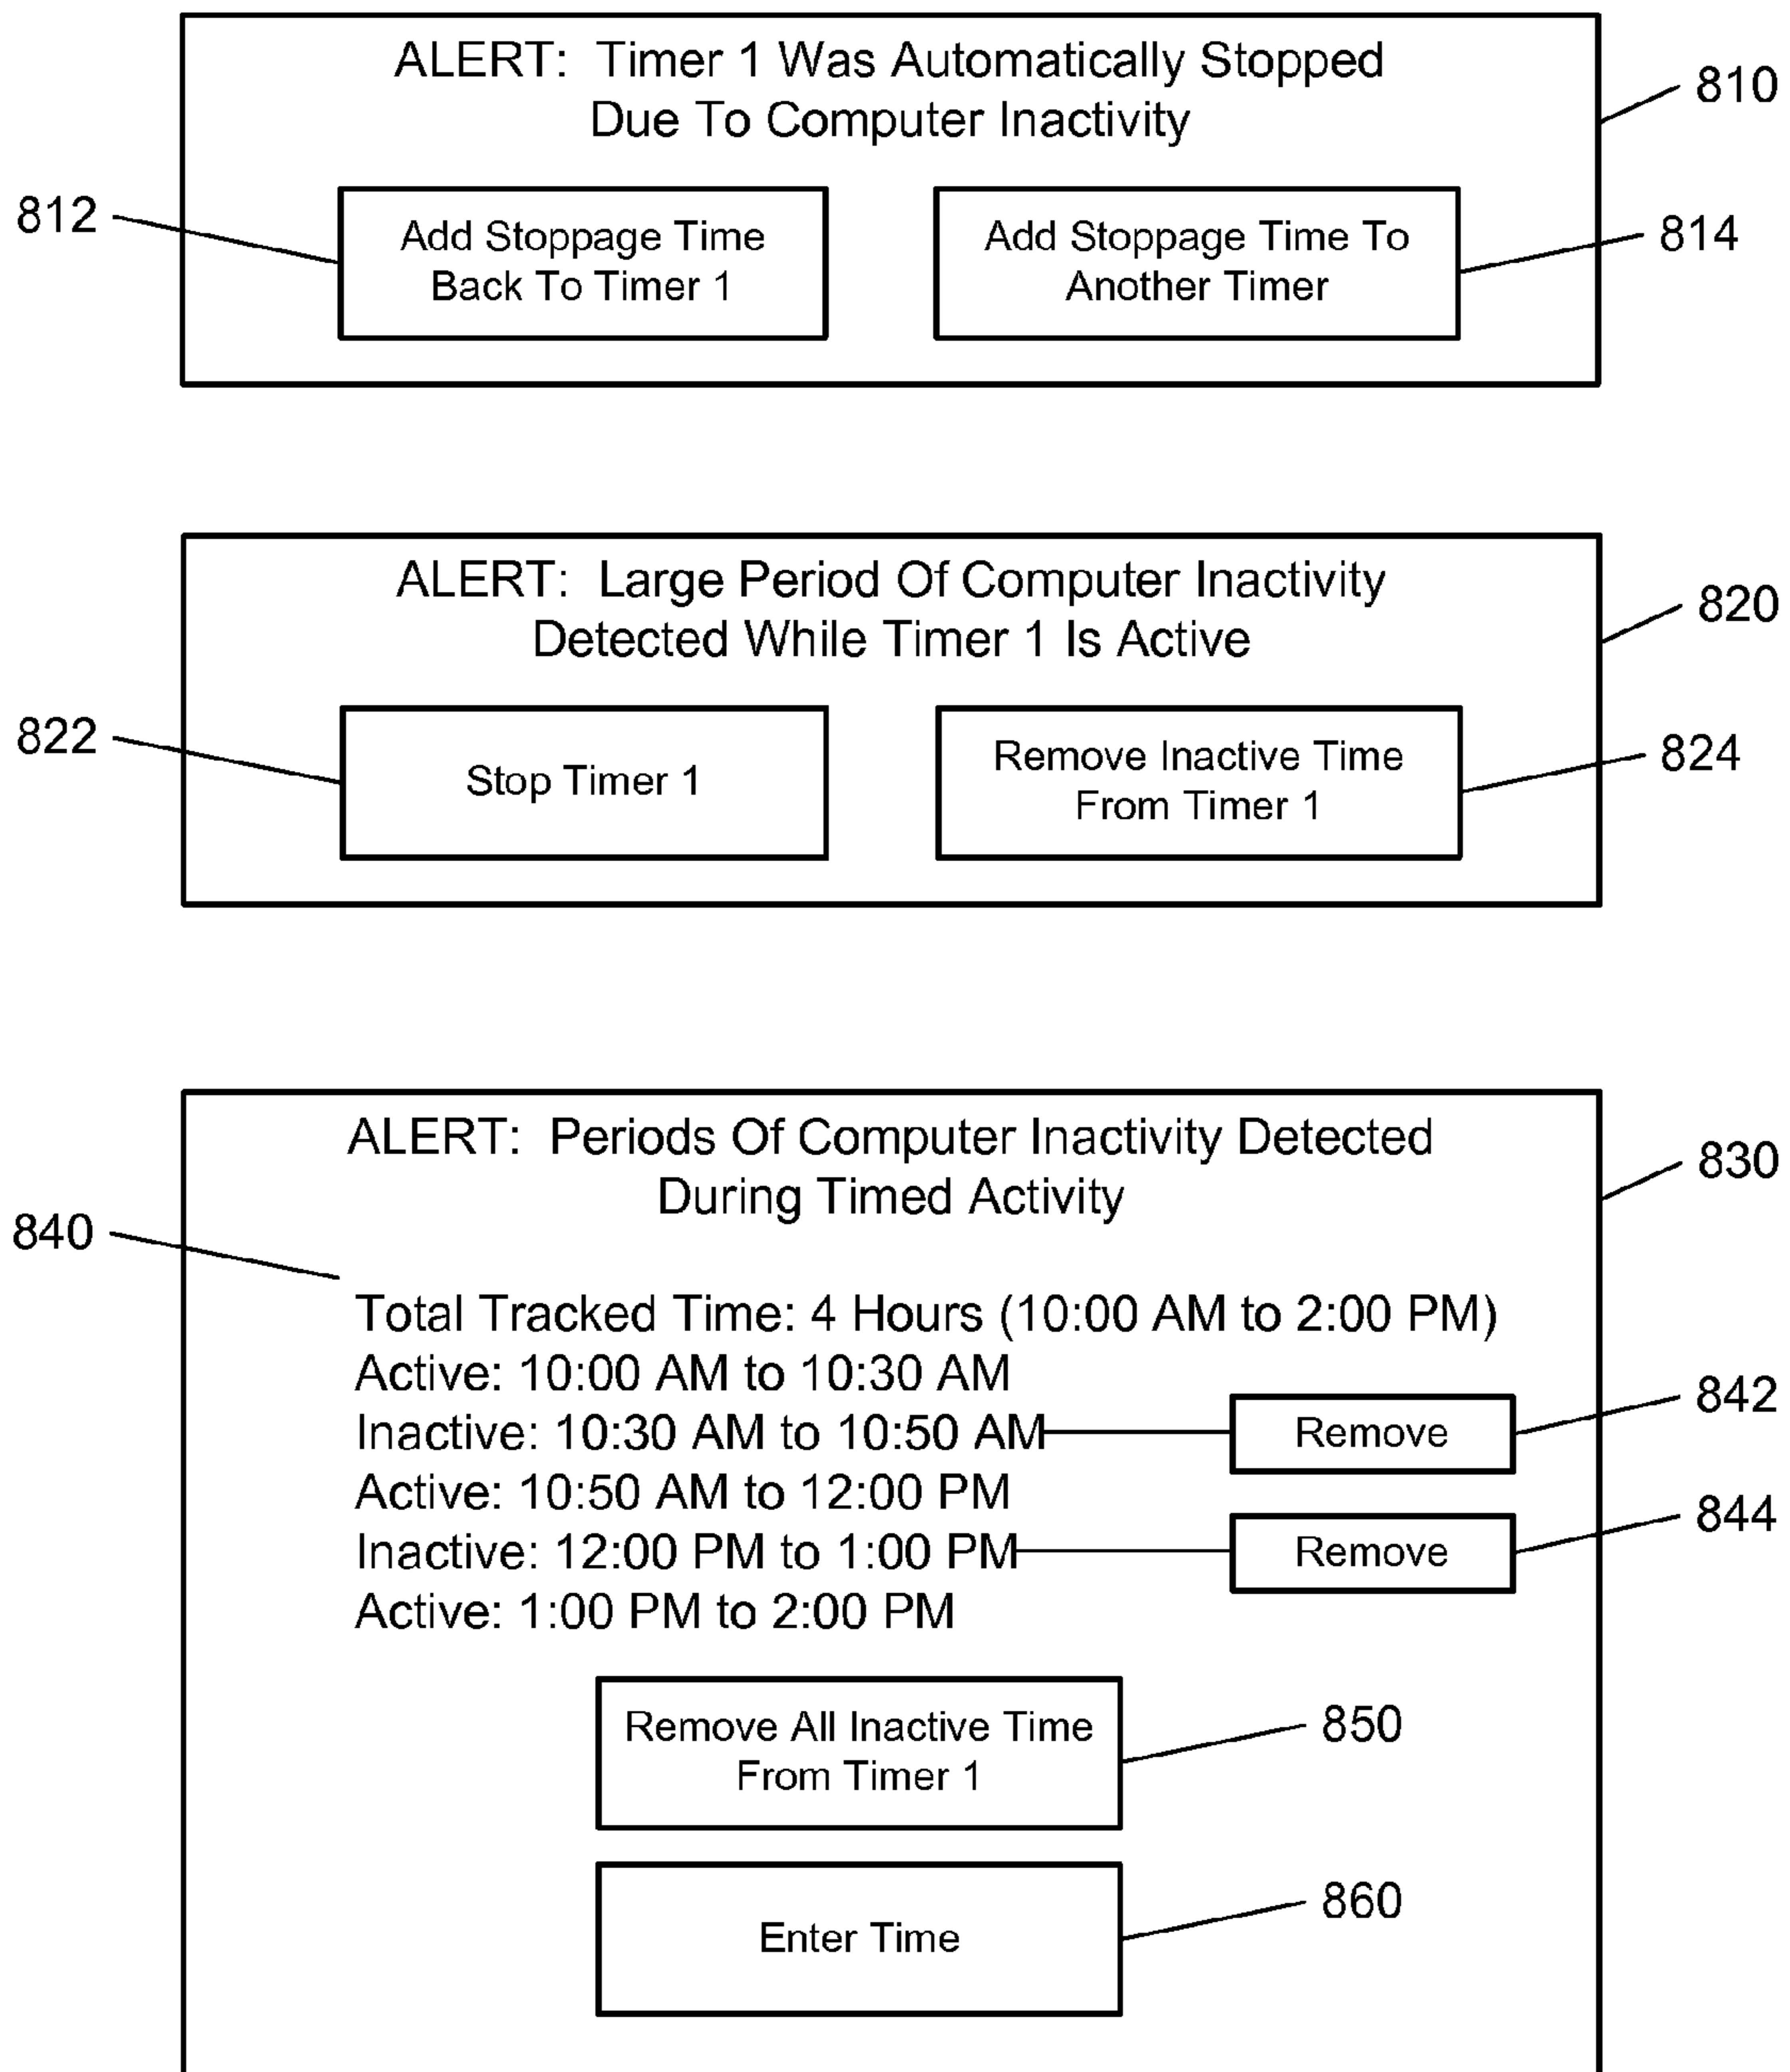 ALERT: Timer 1 Was Automatically Stopped
Due To Computer Inactivity
810
812
Add Stoppage Time
Back To Timer 1
Add Stoppage Time To
Another Timer
814
ALERT: Large Period Of Computer Inactivity
Detected While Timer 1 Is Active
820
822
Stop Timer 1
Remove Inactive Time
From Timer 1
824
ALERT: Periods Of Computer Inactivity Detected
During Timed Activity
830
840
Total Tracked Time: 4 Hours (10:00 AM to 2:00 PM)
Active: 10:00 AM to 10:30 AM
Inactive: 10:30 AM to 10:50 AM
Remove
842
Active: 10:50 AM to 12:00 PM
Inactive: 12:00 PM to 1:00 PM
Remove
844
Active: 1:00 PM to 2:00 PM
Remove All Inactive Time
From Timer 1
850
Enter Time
860